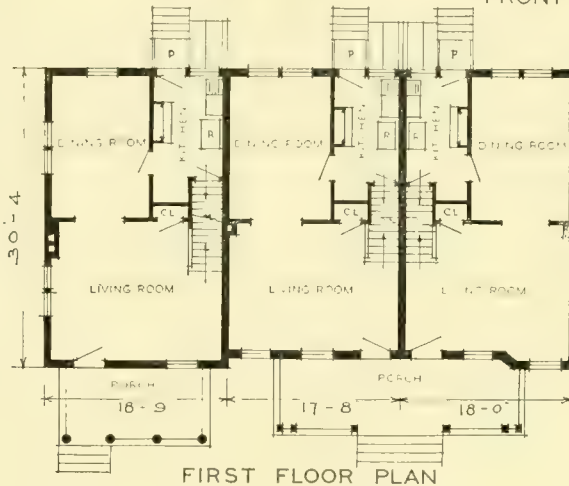 FRONT
P P P
DINING ROOM KITCHEN R DINING ROOM KITCHEN R R KITCHEN DINING ROOM
CL CL CL
30'-4
LIVING ROOM LIVING ROOM LIVING ROOM
PORCH PORCH
18-9 17-8 18-0
FIRST FLOOR PLAN